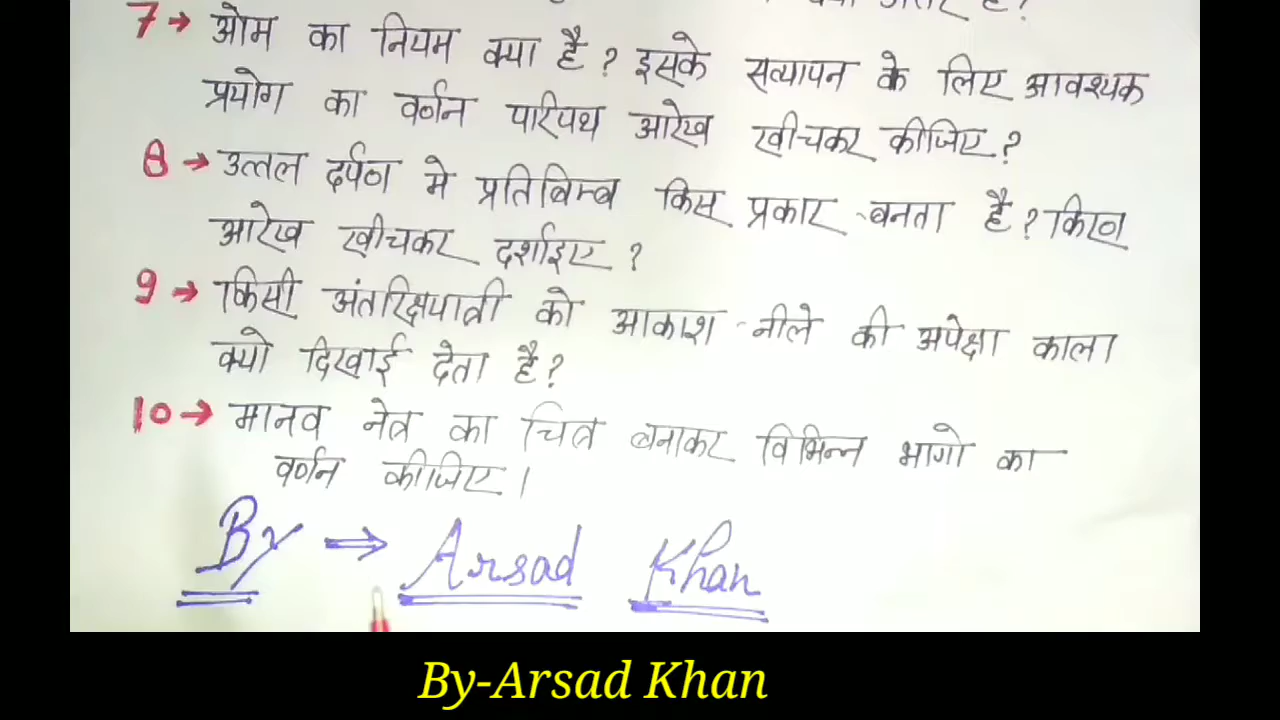 अंतर है?
7→ ओम का नियम क्या है? इसके सत्यापन के लिए आवश्यक
प्रयोग का वर्णन परिपथ आरेख खीचकर कीजिए?
8→ उत्तल दर्पण मे प्रतिबिम्ब किस प्रकार बनता है? किरण
आरेख खीचकर दर्शाइए?
9→ किसी अंतरिक्षयात्री को आकाश नीले की अपेक्षा काला
क्यो दिखाई देता है?
10→ मानव नेत्र का चित्र बनाकर विभिन्न भागो का
वर्णन कीजिए।
By → Arsad Khan
By-Arsad Khan